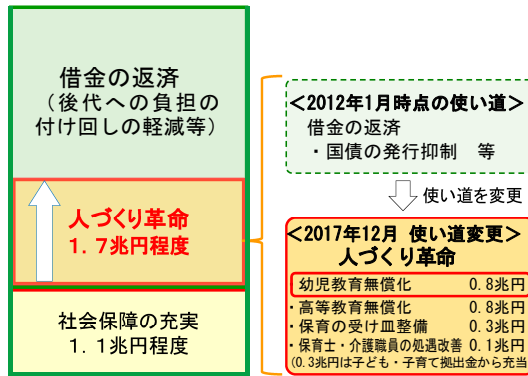 借金の返済
（後代への負担の
付け回しの軽減等）
人づくり革命
１．７兆円程度
社会保障の充実
１．１兆円程度
＜2012年1月時点の使い道＞
借金の返済
・国債の発行抑制　等
使い道を変更
＜2017年12月 使い道変更＞
人づくり革命
・幼児教育無償化　0.8兆円
・高等教育無償化　0.8兆円
・保育の受け皿整備　0.3兆円
・保育士・介護職員の処遇改善 0.1兆円
(0.3兆円は子ども・子育て拠出金から充当